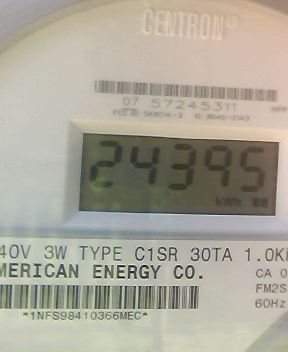 CENTRON®
07 57245311
24395
kWh
40V 3W TYPE C1SR 30TA 1.0K
MERICAN ENERGY CO.
CA 0
FM2S
60Hz
*1NFS98410366MEC*